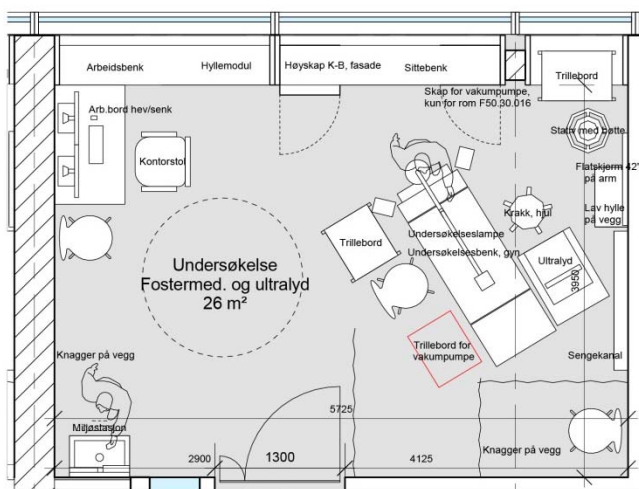 Arbeidsbenk
Hyllemodul
Høyskap K-B, fasade
Sittebenk
Trillebord
Skap for vakumpumpe,
kun for rom F50.30.016
Arb.bord hev/senk
Stativ med bøtte
Kontorstol
Flatskjerm 42"
på arm
Krakk, hjul
Lav hylle
på vegg
Trillebord
Undersøkelseslampe
Undersøkelsesbenk, gyn
Undersøkelse
Fostermed. og ultralyd
26 m²
Ultralyd
3950
Trillebord for
vakumpumpe
Sengekanal
Knagger på vegg
5725
Miljøstasjon
2900
1300
4125
Knagger på vegg